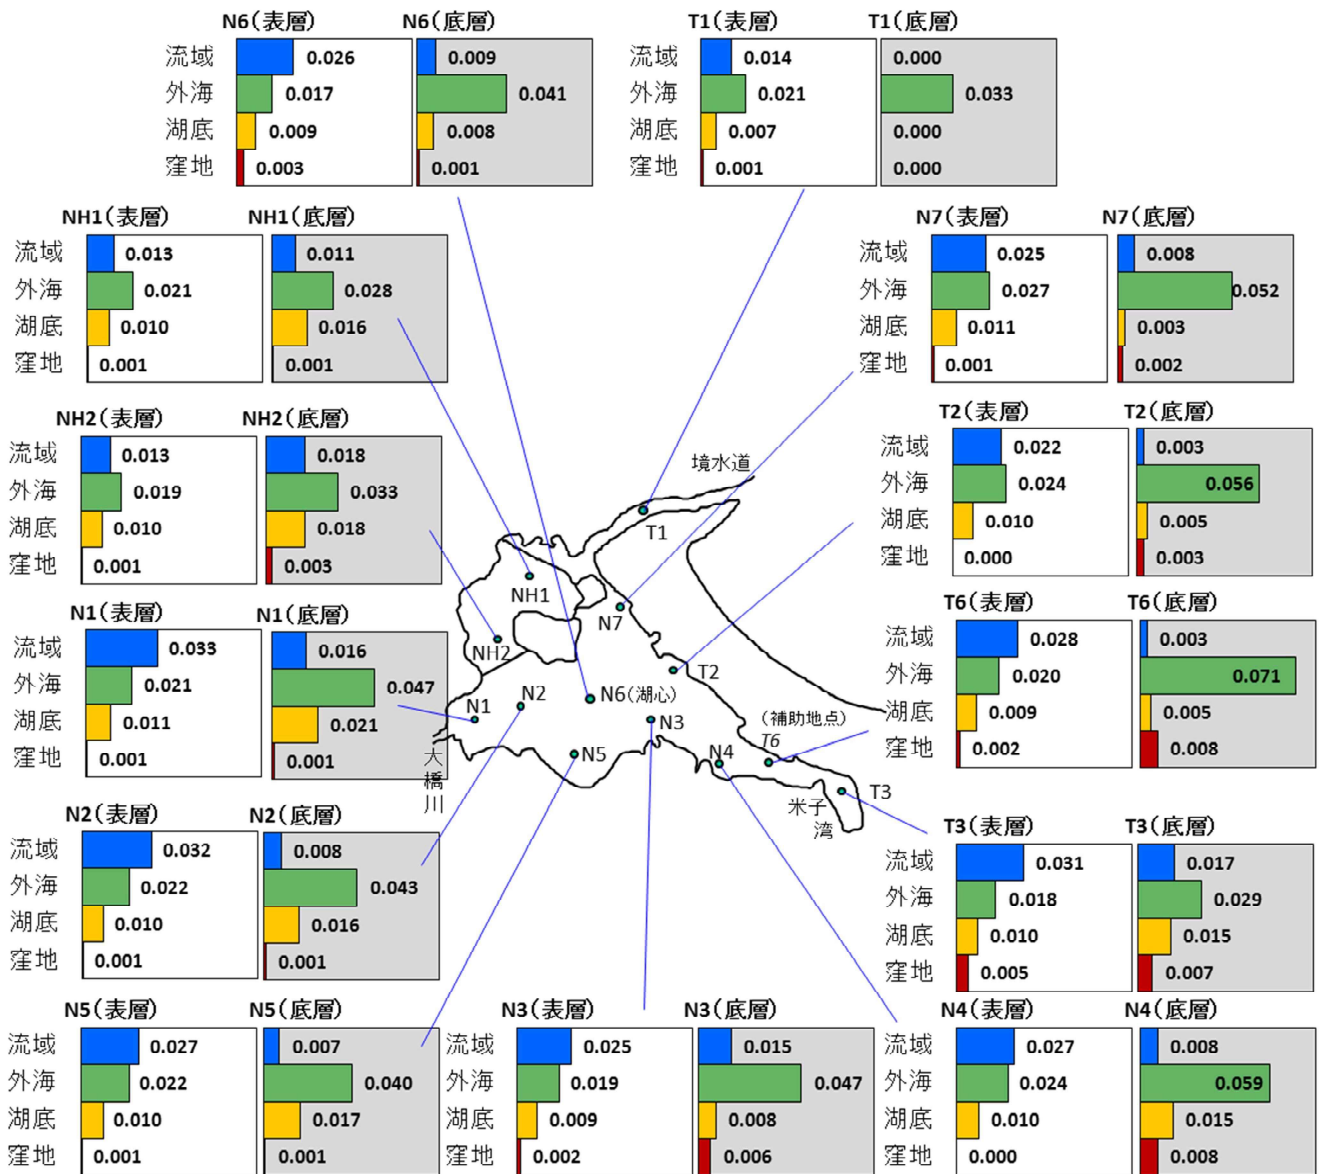 N6(表層) N6(底層)
流域 0.026 0.009
外海 0.017 0.041
湖底 0.009 0.008
窪地 0.003 0.001
T1(表層) T1(底層)
流域 0.014 0.000
外海 0.021 0.033
湖底 0.007 0.000
窪地 0.001 0.000
NH1(表層) NH1(底層)
流域 0.013 0.011
外海 0.021 0.028
湖底 0.010 0.016
窪地 0.001 0.001
N7(表層) N7(底層)
流域 0.025 0.008
外海 0.027 0.052
湖底 0.011 0.003
窪地 0.001 0.002
NH2(表層) NH2(底層)
流域 0.013 0.018
外海 0.019 0.033
湖底 0.010 0.018
窪地 0.001 0.003
T2(表層) T2(底層)
流域 0.022 0.003
外海 0.024 0.056
湖底 0.010 0.005
窪地 0.000 0.003
N1(表層) N1(底層)
流域 0.033 0.016
外海 0.021 0.047
湖底 0.011 0.021
窪地 0.001 0.001
T6(表層) T6(底層)
流域 0.028 0.003
外海 0.020 0.071
湖底 0.009 0.005
窪地 0.002 0.008
境水道
T1
NH1
N7
NH2
T2
N2
N6(湖心)
N1
N3
(補助地点)
T6
N5
N4
大橋川
T3
米子湾
N2(表層) N2(底層)
流域 0.032 0.008
外海 0.022 0.043
湖底 0.010 0.016
窪地 0.001 0.001
T3(表層) T3(底層)
流域 0.031 0.017
外海 0.018 0.029
湖底 0.010 0.015
窪地 0.005 0.007
N5(表層) N5(底層)
流域 0.027 0.007
外海 0.022 0.040
湖底 0.010 0.017
窪地 0.001 0.001
N3(表層) N3(底層)
流域 0.025 0.015
外海 0.019 0.047
湖底 0.009 0.008
窪地 0.002 0.006
N4(表層) N4(底層)
流域 0.027 0.008
外海 0.024 0.059
湖底 0.010 0.015
窪地 0.000 0.008